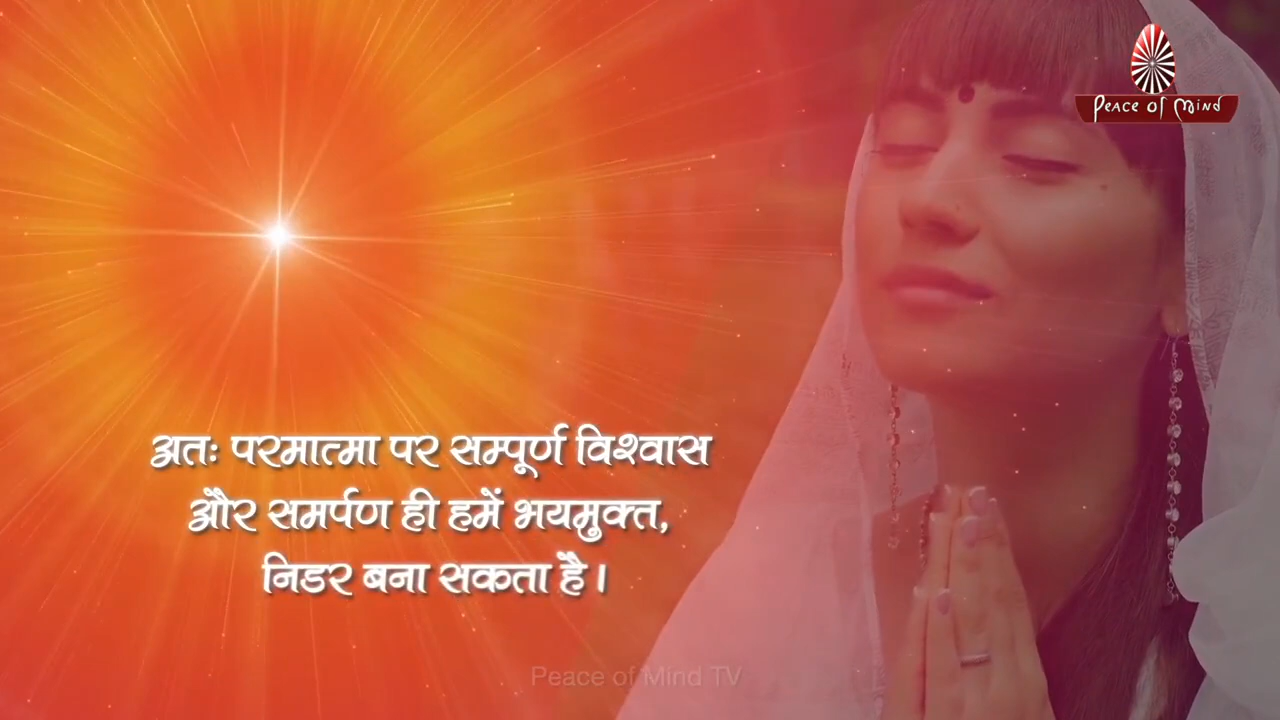 Peace of Mind
अतः परमात्मा पर सम्पूर्ण विश्वास
और समर्पण ही हमें भयमुक्त,
निडर बना सकता है।
Peace of Mind TV